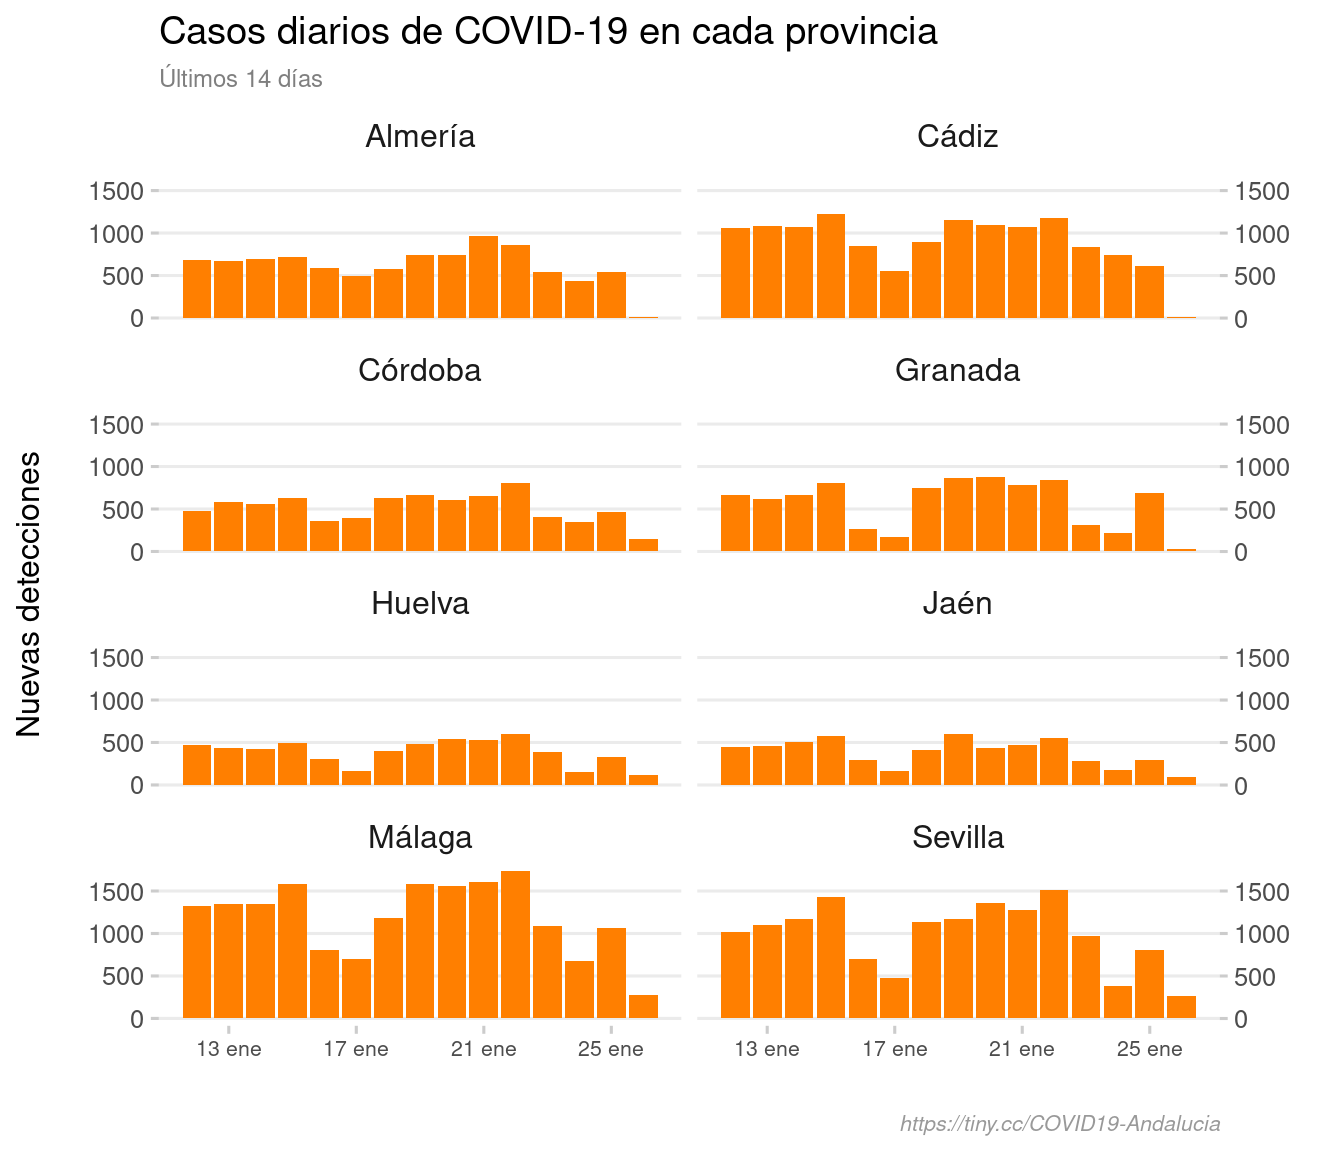 Casos diarios de COVID-19 en cada provincia
Últimos 14 días
Almería
Cádiz
1500
1000
500
0
1500
1000
500
0
Córdoba
Granada
1500
1000
500
0
1500
1000
500
0
Nuevas detecciones
Huelva
Jaén
1500
1000
500
0
1500
1000
500
0
Málaga
Sevilla
1500
1000
500
0
1500
1000
500
0
13 ene 17 ene 21 ene 25 ene
13 ene 17 ene 21 ene 25 ene
https://tiny.cc/COVID19-Andalucia